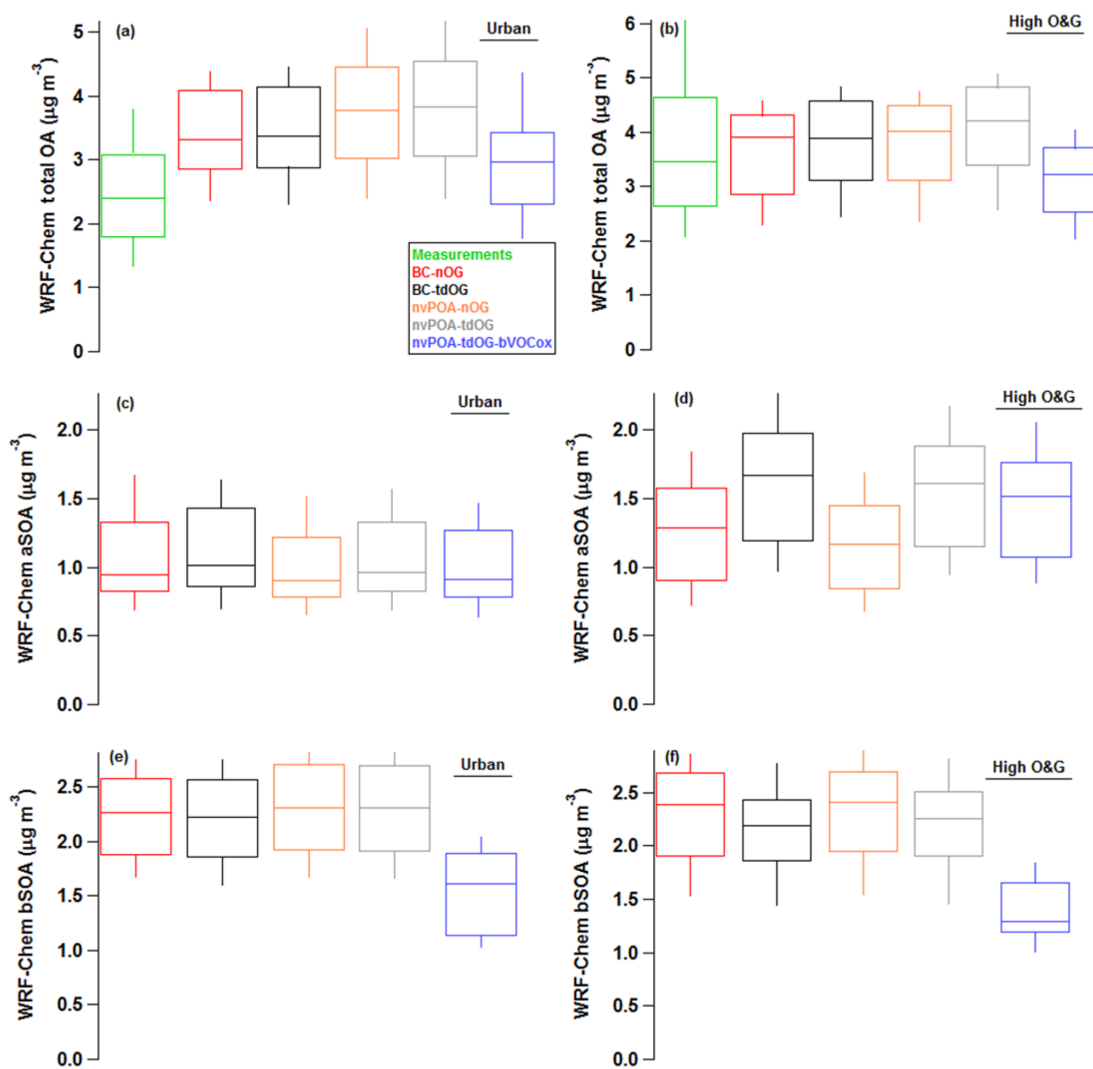 (a)
Urban
WRF-Chem total OA (µg m⁻³)
5
4
3
2
1
0
Measurements
BC-nOG
BC-tdOG
nvPOA-nOG
nvPOA-tdOG
nvPOA-tdOG-bVOCox
(b)
High O&G
WRF-Chem total OA (µg m⁻³)
6
5
4
3
2
1
0
(c)
Urban
WRF-Chem aSOA (µg m⁻³)
2.0
1.5
1.0
0.5
0.0
(d)
High O&G
WRF-Chem aSOA (µg m⁻³)
2.0
1.5
1.0
0.5
0.0
(e)
Urban
WRF-Chem bSOA (µg m⁻³)
2.5
2.0
1.5
1.0
0.5
0.0
(f)
High O&G
WRF-Chem bSOA (µg m⁻³)
2.5
2.0
1.5
1.0
0.5
0.0